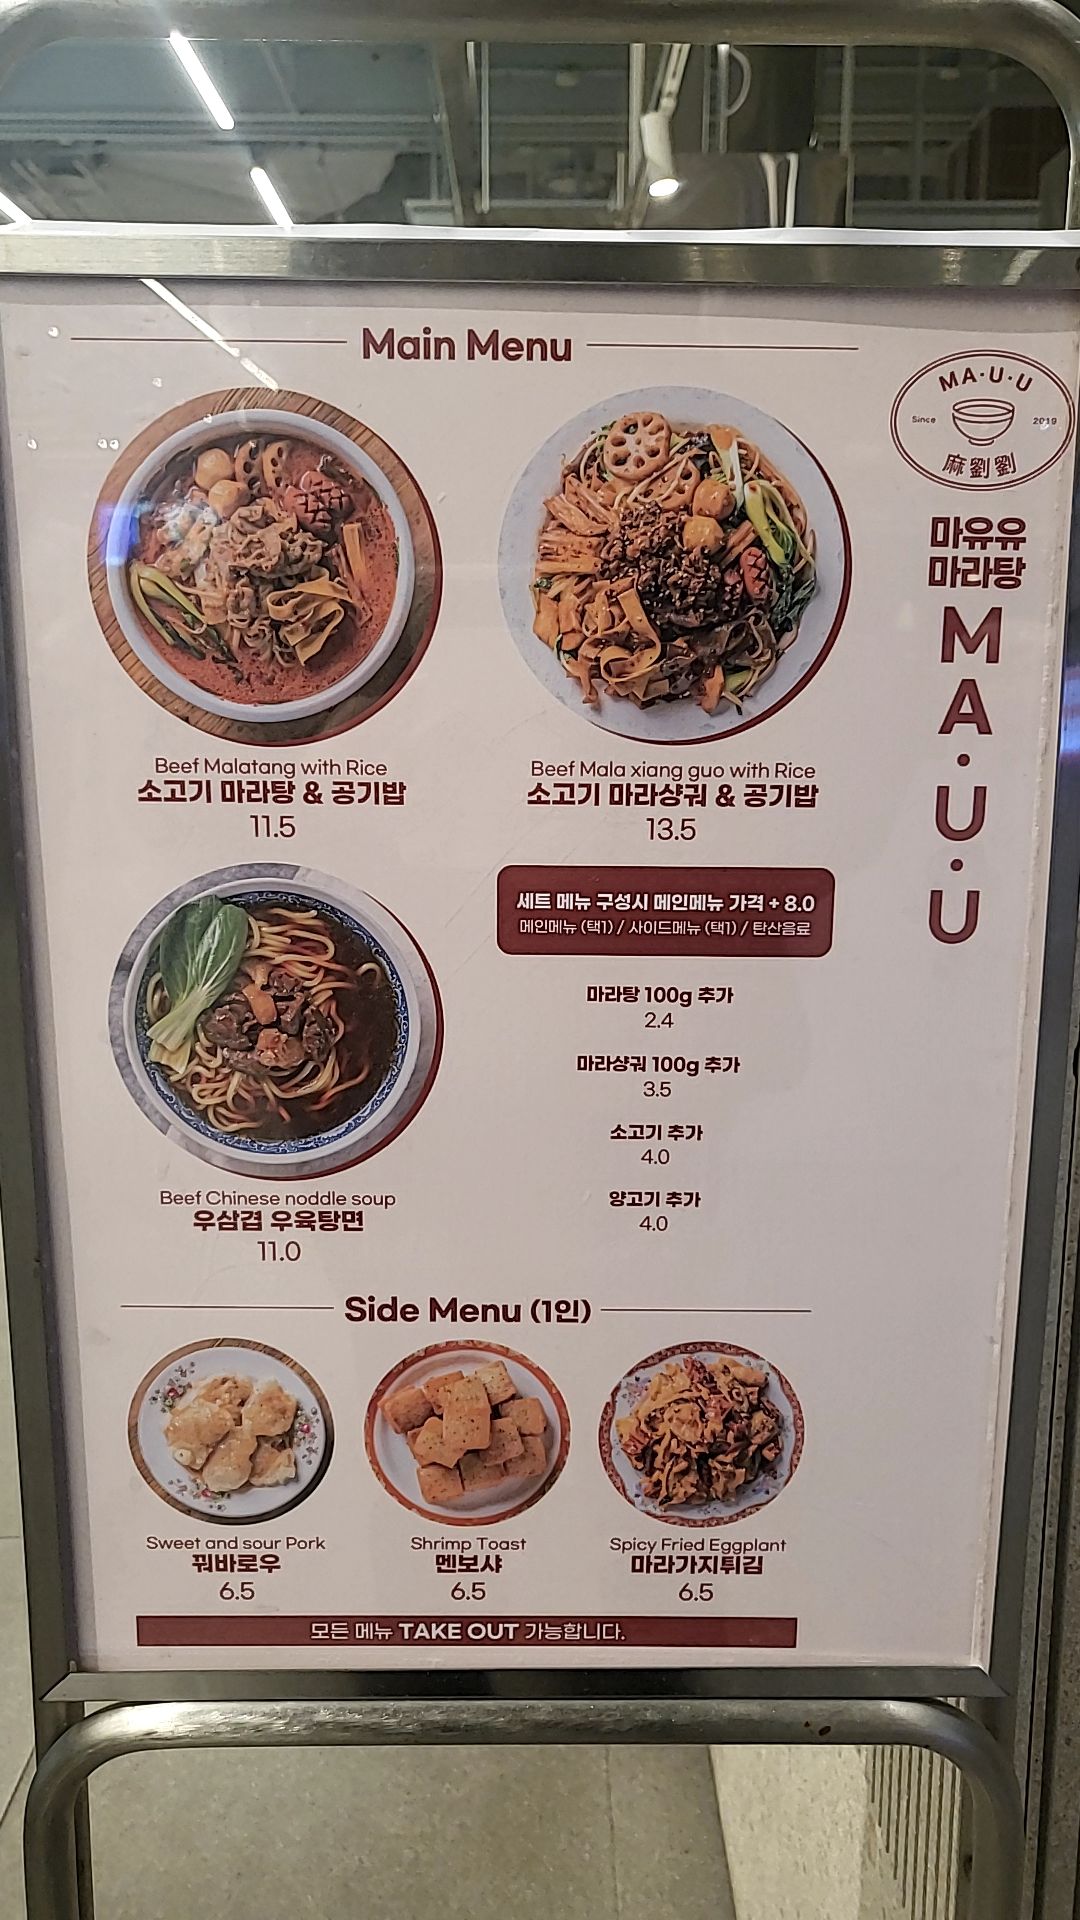 Main Menu
MA·U·U
Since 2019
麻劉劉
마유유
마라탕
MA·U·U
Beef Malatang with Rice
소고기 마라탕 & 공기밥
11.5
Beef Mala xiang guo with Rice
소고기 마라샹궈 & 공기밥
13.5
세트 메뉴 구성시 메인메뉴 가격 + 8.0
메인메뉴 (택1) / 사이드메뉴 (택1) / 탄산음료
마라탕 100g 추가
2.4
마라샹궈 100g 추가
3.5
소고기 추가
4.0
양고기 추가
4.0
Beef Chinese noddle soup
우삼겹 우육탕면
11.0
Side Menu (1인)
Sweet and sour Pork
꿔바로우
6.5
Shrimp Toast
멘보샤
6.5
Spicy Fried Eggplant
마라가지튀김
6.5
모든 메뉴 TAKE OUT 가능합니다.